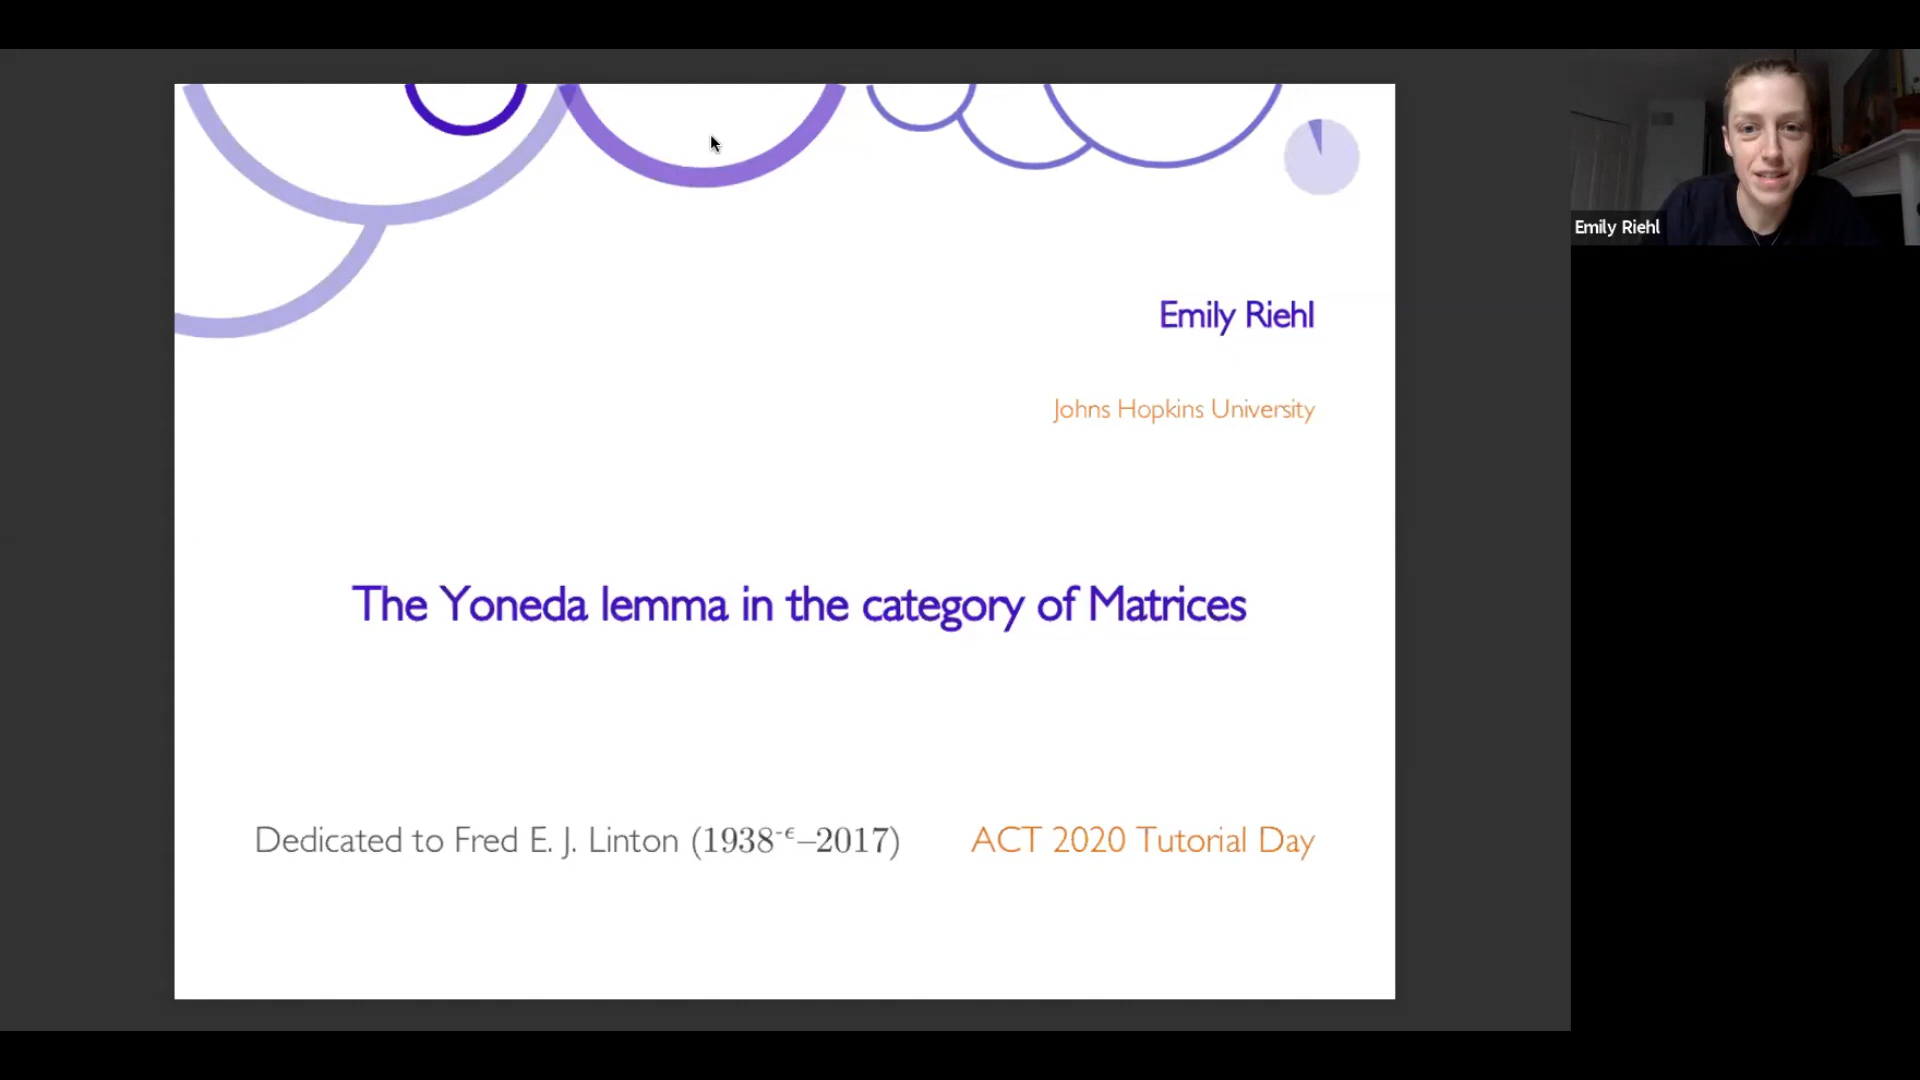 Emily Riehl
Johns Hopkins University
The Yoneda lemma in the category of Matrices
Dedicated to Fred E. J. Linton (1938⁻ᵋ–2017) ACT 2020 Tutorial Day
Emily Riehl